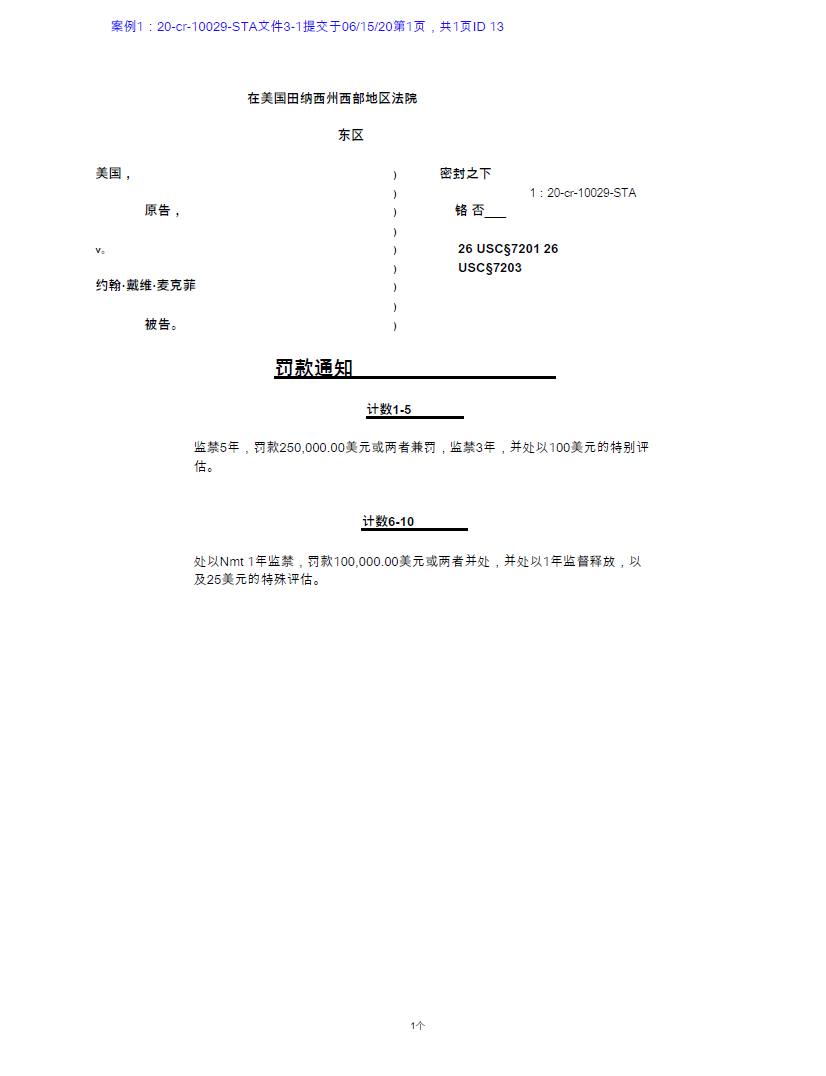 案例1：20-cr-10029-STA文件3-1提交于06/15/20第1页，共1页ID 13
在美国田纳西州西部地区法院
东区
美国， ) 密封之下
) 1：20-cr-10029-STA
原告， ) 铬 否___
)
v。 ) 26 USC§7201 26
) USC§7203
约翰·戴维·麦克菲 )
)
被告。 )
罚款通知
计数1-5
监禁5年，罚款250,000.00美元或两者兼罚，监禁3年，并处以100美元的特别评
估。
计数6-10
处以Nmt 1年监禁，罚款100,000.00美元或两者并处，并处以1年监督释放，以
及25美元的特殊评估。
1个